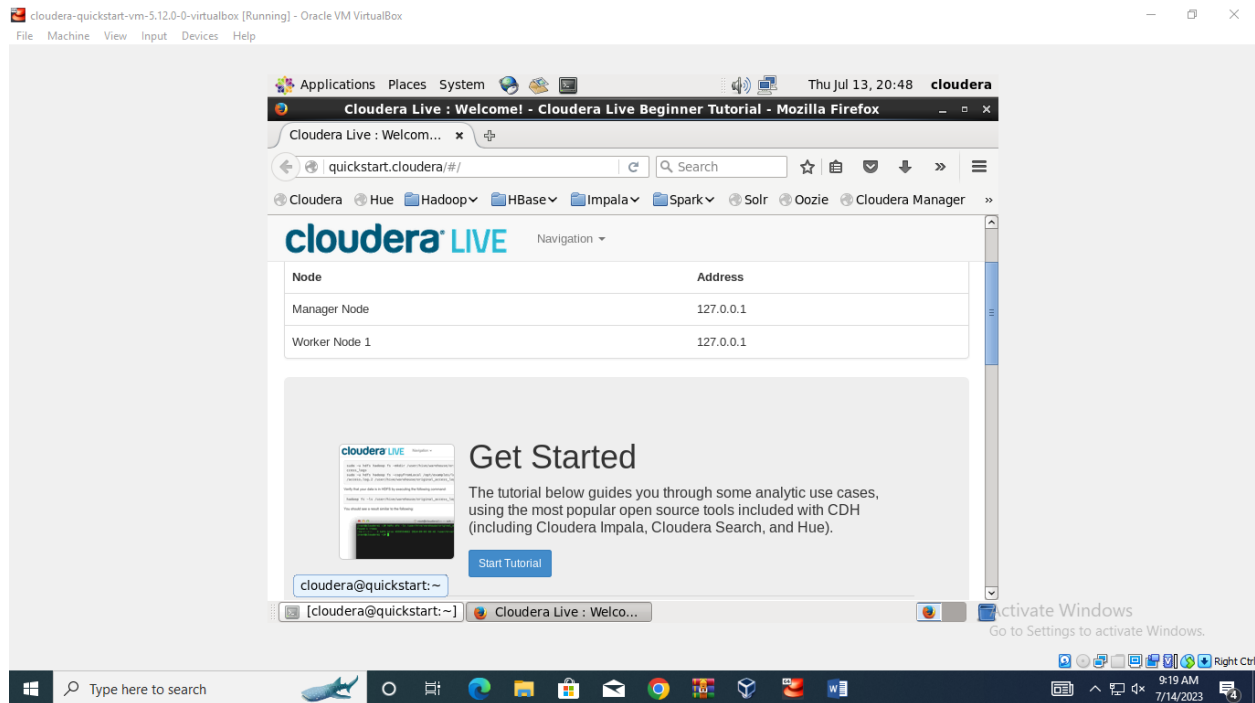 cloudera-quickstart-vm-5.12.0-0-virtualbox [Running] - Oracle VM VirtualBox
File Machine View Input Devices Help
Applications Places System Thu Jul 13, 20:48 cloudera
Cloudera Live : Welcome! - Cloudera Live Beginner Tutorial - Mozilla Firefox
Cloudera Live : Welcom...
quickstart.cloudera/#/ Search
Cloudera Hue Hadoop HBase Impala Spark Solr Oozie Cloudera Manager »
cloudera LIVE Navigation
Node Address
Manager Node 127.0.0.1
Worker Node 1 127.0.0.1
cloudera LIVE
Get Started
The tutorial below guides you through some analytic use cases,
using the most popular open source tools included with CDH
(including Cloudera Impala, Cloudera Search, and Hue).
Start Tutorial
cloudera@quickstart:~
[cloudera@quickstart:~] Cloudera Live : Welco...
Activate Windows
Go to Settings to activate Windows.
Right Ctrl
Type here to search
9:19 AM
7/14/2023
4